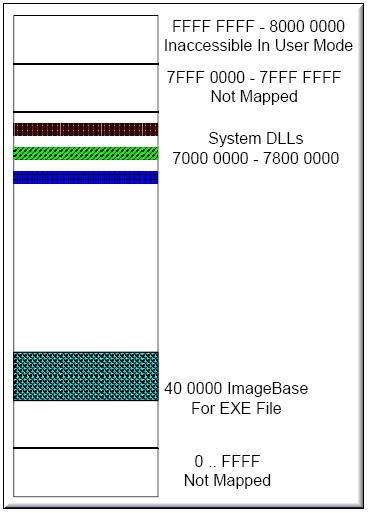 FFFF FFFF - 8000 0000
Inaccessible In User Mode
7FFF 0000 - 7FFF FFFF
Not Mapped
System DLLs
7000 0000 - 7800 0000
40 0000 ImageBase
For EXE File
0 .. FFFF
Not Mapped